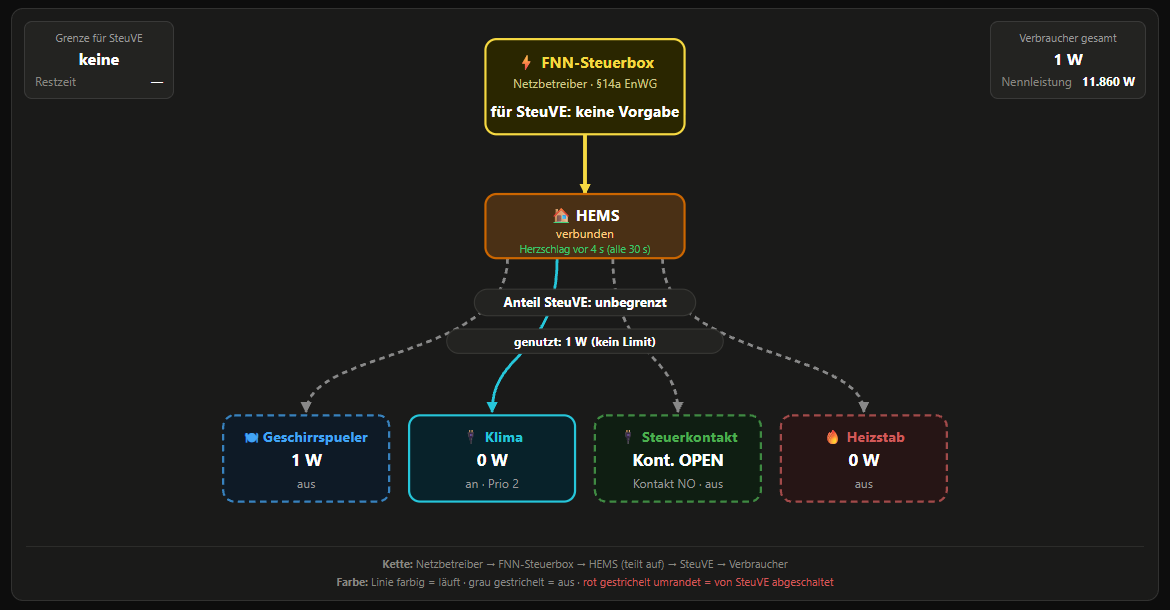 Grenze für SteuVE
keine
Restzeit —
FNN-Steuerbox
Netzbetreiber · §14a EnWG
für SteuVE: keine Vorgabe
Verbraucher gesamt
1 W
Nennleistung 11.860 W
HEMS
verbunden
Herzschlag vor 4 s (alle 30 s)
Anteil SteuVE: unbegrenzt
genutzt: 1 W (kein Limit)
Geschirrspueler
1 W
aus
Klima
0 W
an · Prio 2
Steuerkontakt
Kont. OPEN
Kontakt NO · aus
Heizstab
0 W
aus
Kette: Netzbetreiber → FNN-Steuerbox → HEMS (teilt auf) → SteuVE → Verbraucher
Farbe: Linie farbig = läuft · grau gestrichelt = aus · rot gestrichelt umrandet = von SteuVE abgeschaltet